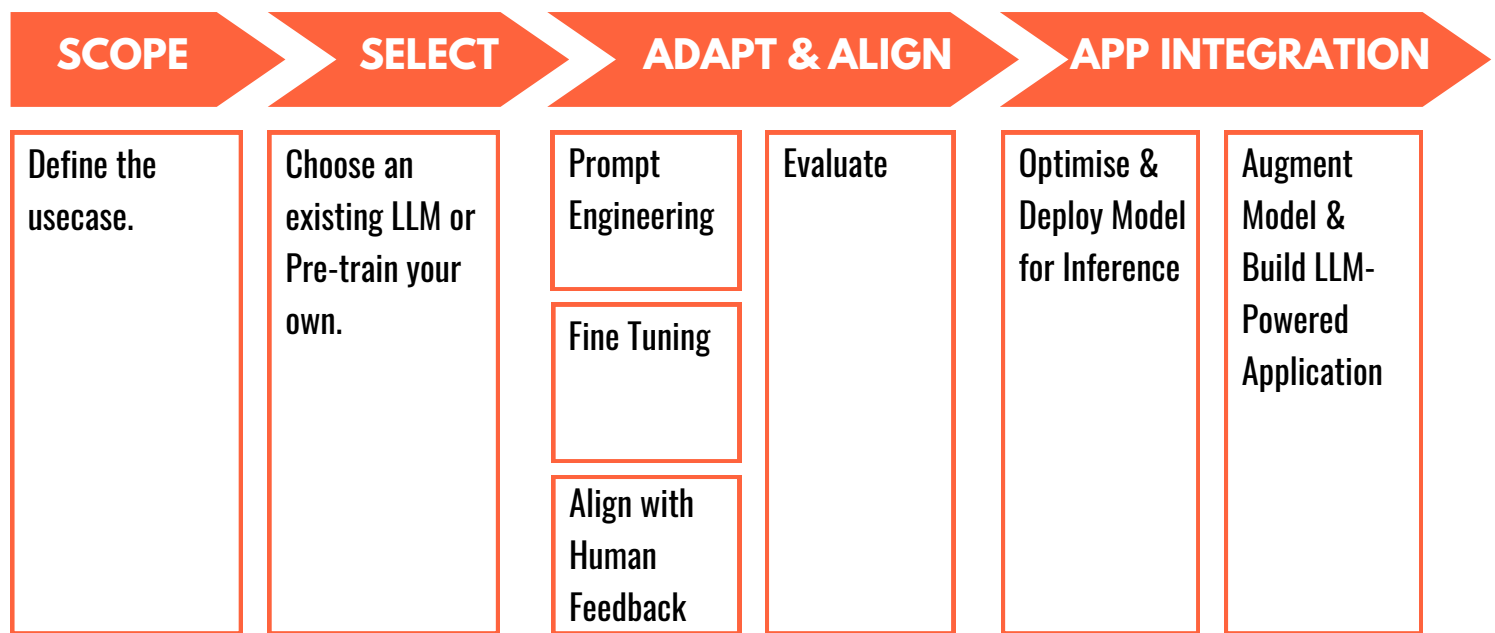 SCOPE
SELECT
ADAPT & ALIGN
APP INTEGRATION
Define the
usecase.
Choose an
existing LLM or
Pre-train your
own.
Prompt
Engineering
Fine Tuning
Align with
Human
Feedback
Evaluate
Optimise &
Deploy Model
for Inference
Augment
Model &
Build LLM-
Powered
Application